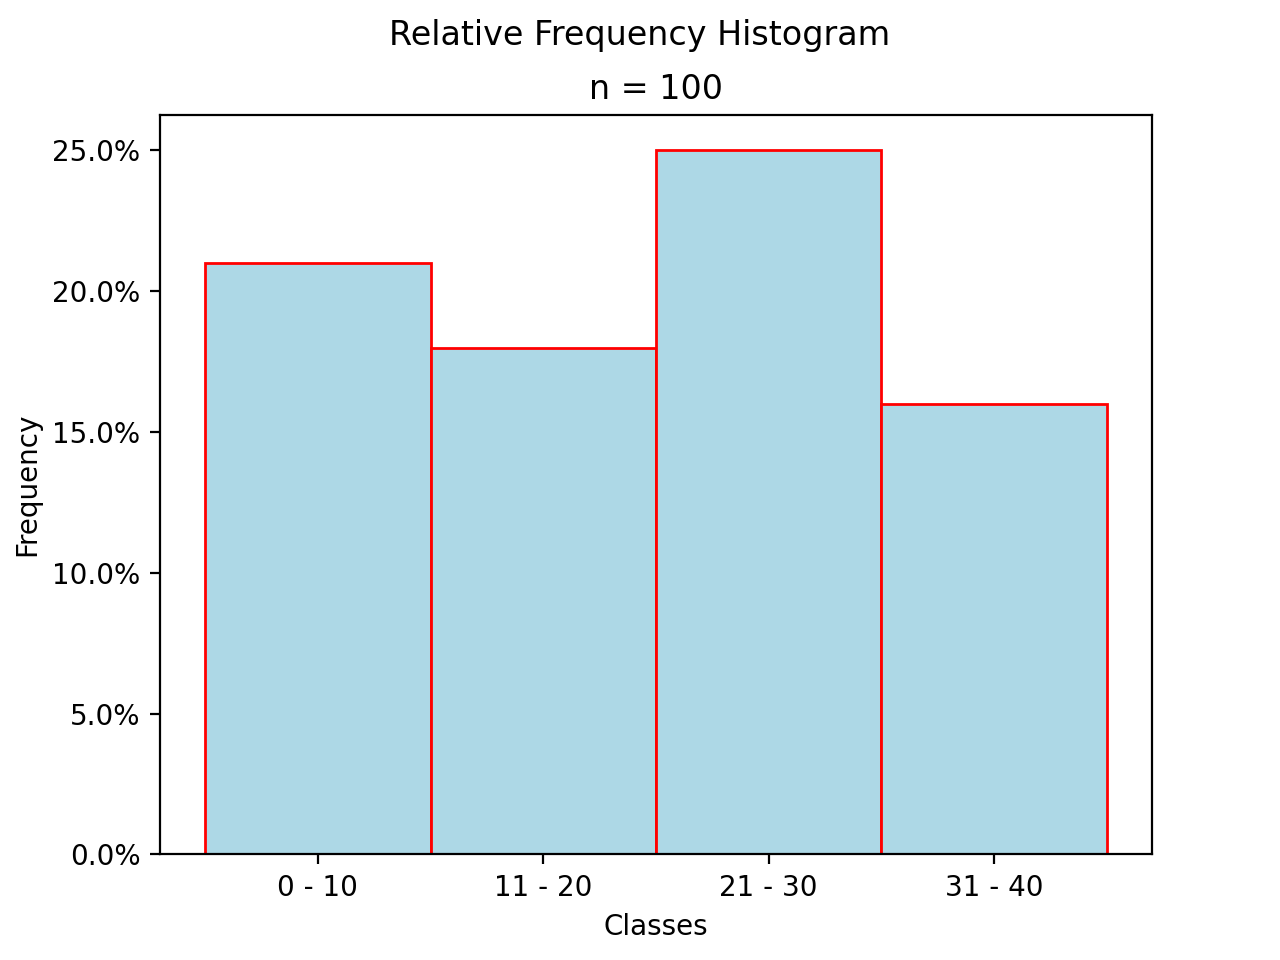 Relative Frequency Histogram
n = 100
25.0%
20.0%
15.0%
10.0%
5.0%
0.0%
Frequency
0 - 10
11 - 20
21 - 30
31 - 40
Classes